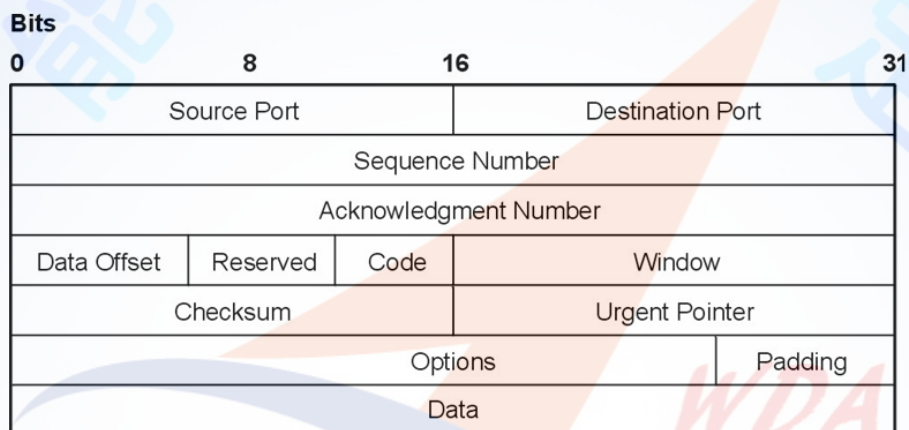 Bits
0 8 16 31
Source Port Destination Port
Sequence Number
Acknowledgment Number
Data Offset Reserved Code Window
Checksum Urgent Pointer
Options Padding
Data
WDA